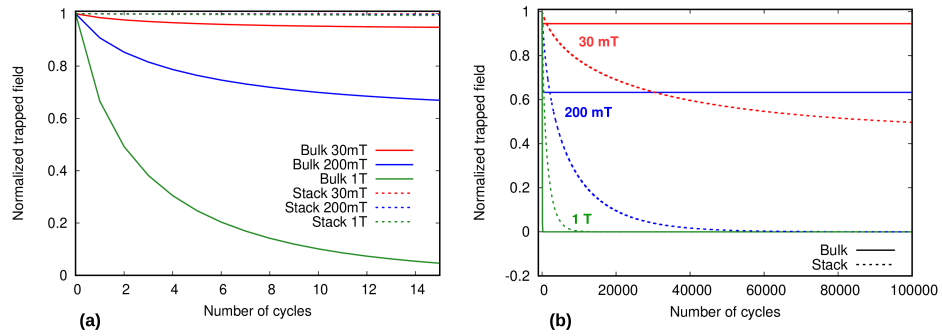 Normalized trapped field
1
0.8
0.6
0.4
0.2
0
0 2 4 6 8 10 12 14
Number of cycles
Bulk 30mT
Bulk 200mT
Bulk 1T
Stack 30mT
Stack 200mT
Stack 1T
(a)
Normalized trapped field
1
0.8
0.6
0.4
0.2
0
-0.2
0 20000 40000 60000 80000 100000
Number of cycles
30 mT
200 mT
1 T
Bulk
Stack
(b)